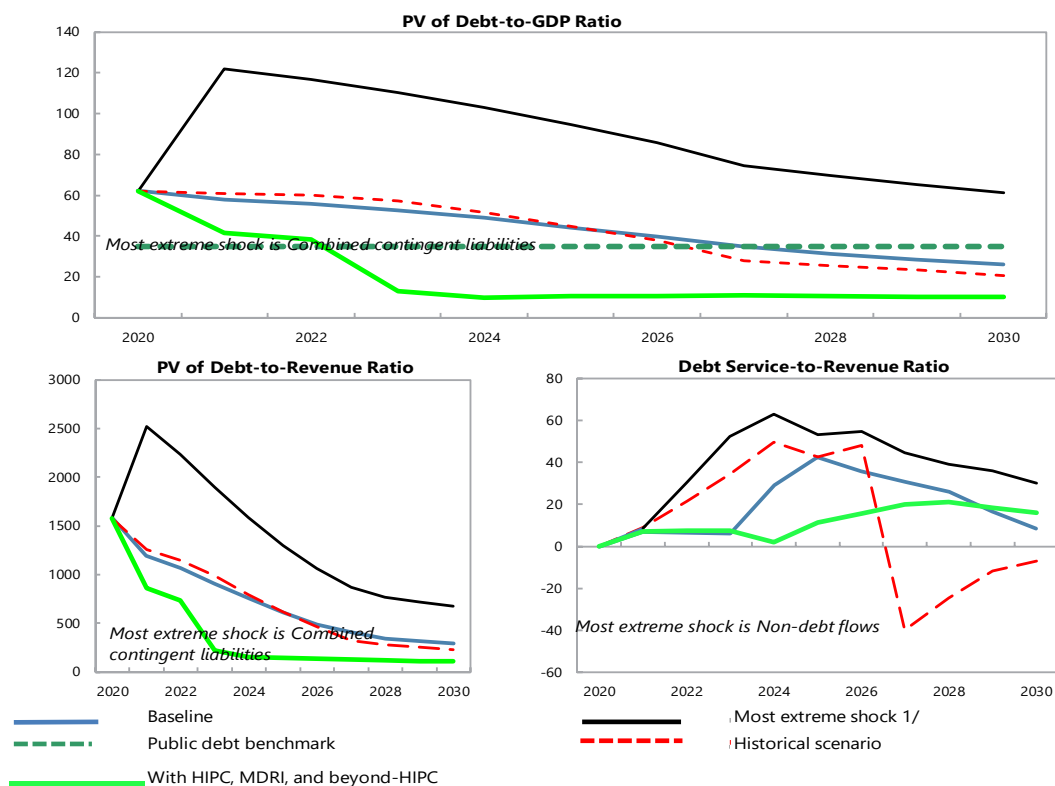 PV of Debt-to-GDP Ratio
140
120
100
80
60
40
20
0
Most extreme shock is Combined contingent liabilities
2020 2022 2024 2026 2028 2030
PV of Debt-to-Revenue Ratio
3000
2500
2000
1500
1000
500
0
Most extreme shock is Combined
contingent liabilities
2020 2022 2024 2026 2028 2030
Debt Service-to-Revenue Ratio
80
60
40
20
0
-20
-40
-60
Most extreme shock is Non-debt flows
2020 2022 2024 2026 2028 2030
Baseline
Public debt benchmark
With HIPC, MDRI, and beyond-HIPC
Most extreme shock 1/
Historical scenario